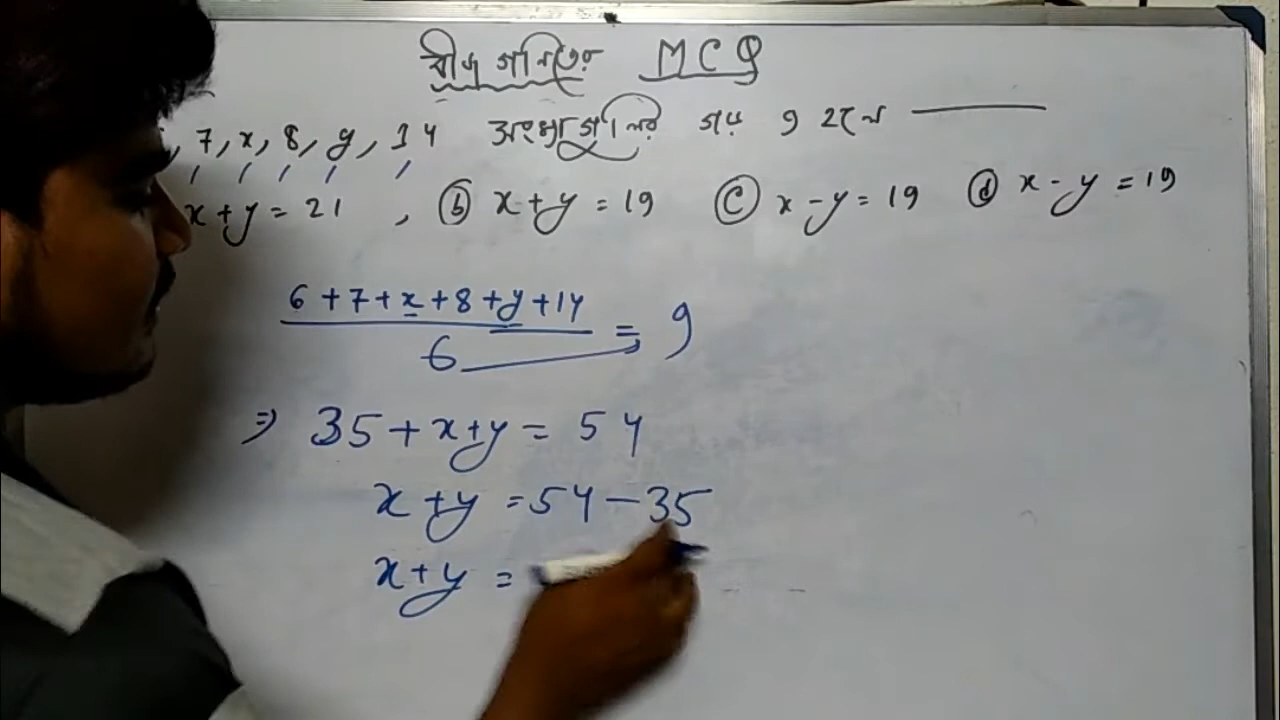 বীজ গনিতের MCQ
, 7, x, 8, y, 14 সংখ্যাগুলির গড় 9 হলে
x+y = 21 , ⓑ x+y = 19 ⓒ x-y = 19 ⓓ x-y = 19
6+7+x+8+y+14
6
= 9
⇒ 35+x+y = 54
x+y = 54-35
x+y =